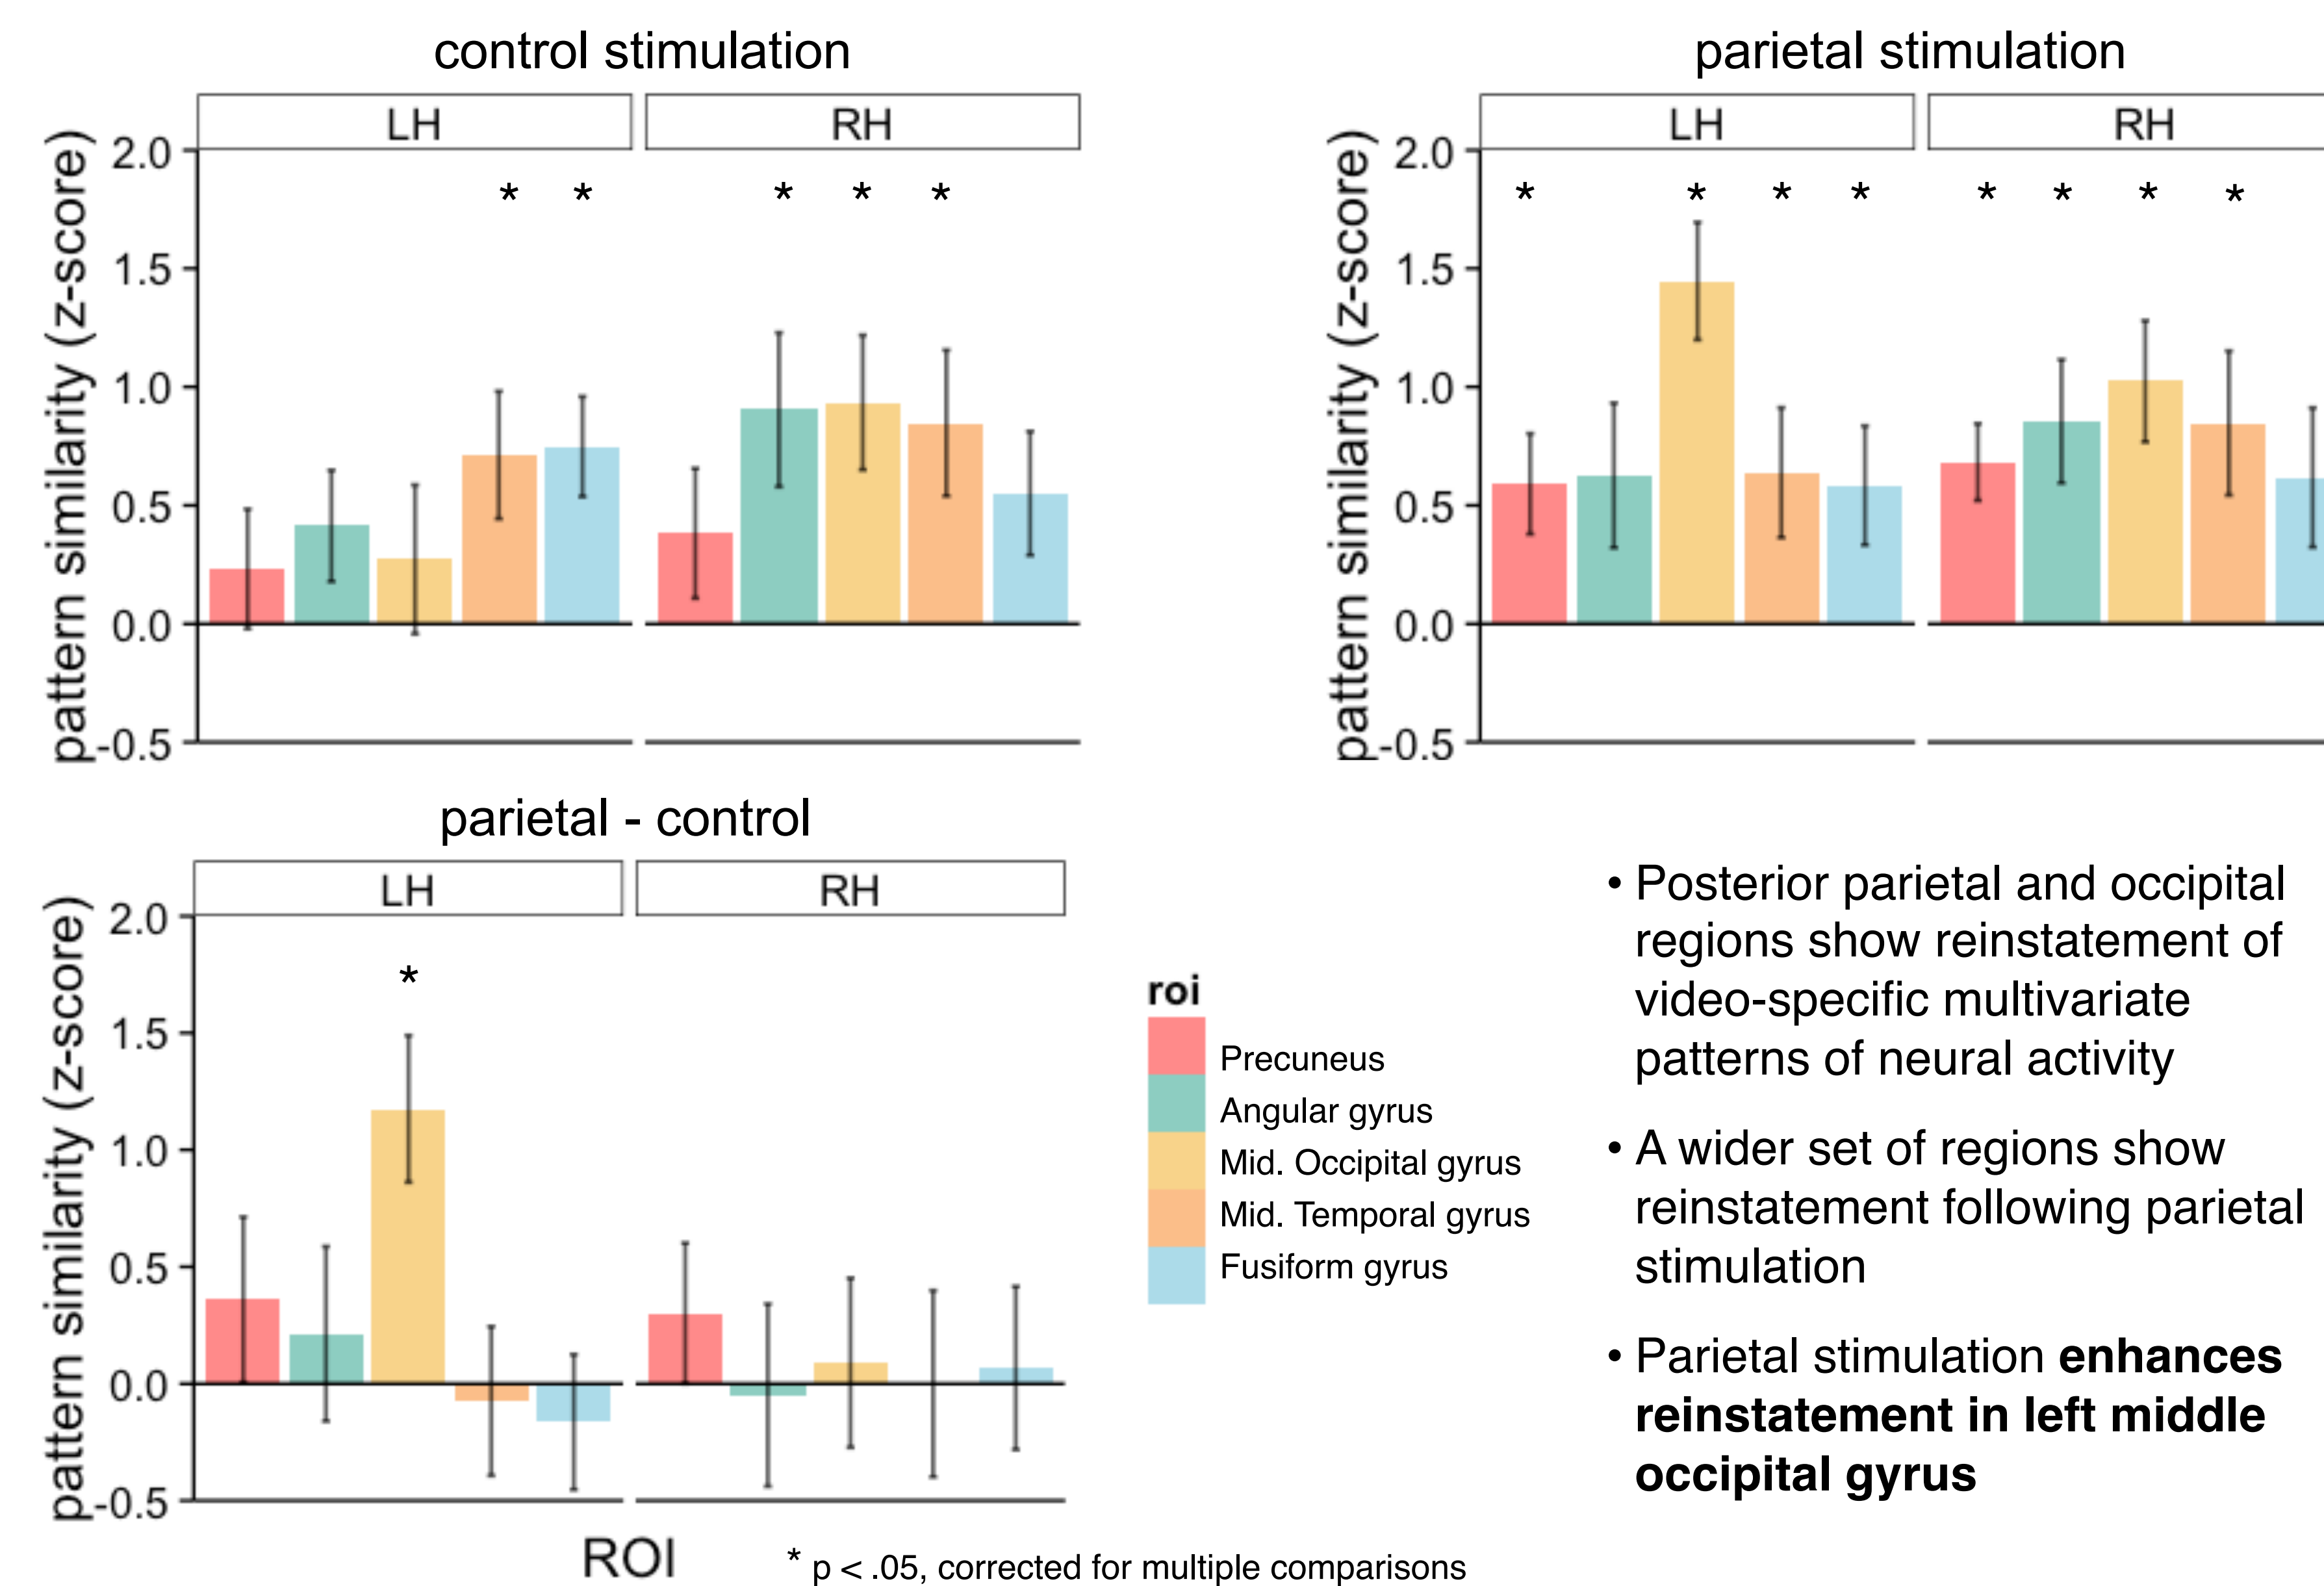 control stimulation
LH RH
pattern similarity (z-score)
2.0
* * * * *
1.5
1.0
0.5
0.0
-0.5
parietal stimulation
LH RH
pattern similarity (z-score)
2.0
* * * * * * * *
1.5
1.0
0.5
0.0
-0.5
parietal - control
LH RH
pattern similarity (z-score)
2.0
*
1.5
1.0
0.5
0.0
-0.5
ROI
* p < .05, corrected for multiple comparisons
roi
Precuneus
Angular gyrus
Mid. Occipital gyrus
Mid. Temporal gyrus
Fusiform gyrus
• Posterior parietal and occipital
regions show reinstatement of
video-specific multivariate
patterns of neural activity
• A wider set of regions show
reinstatement following parietal
stimulation
• Parietal stimulation enhances
reinstatement in left middle
occipital gyrus